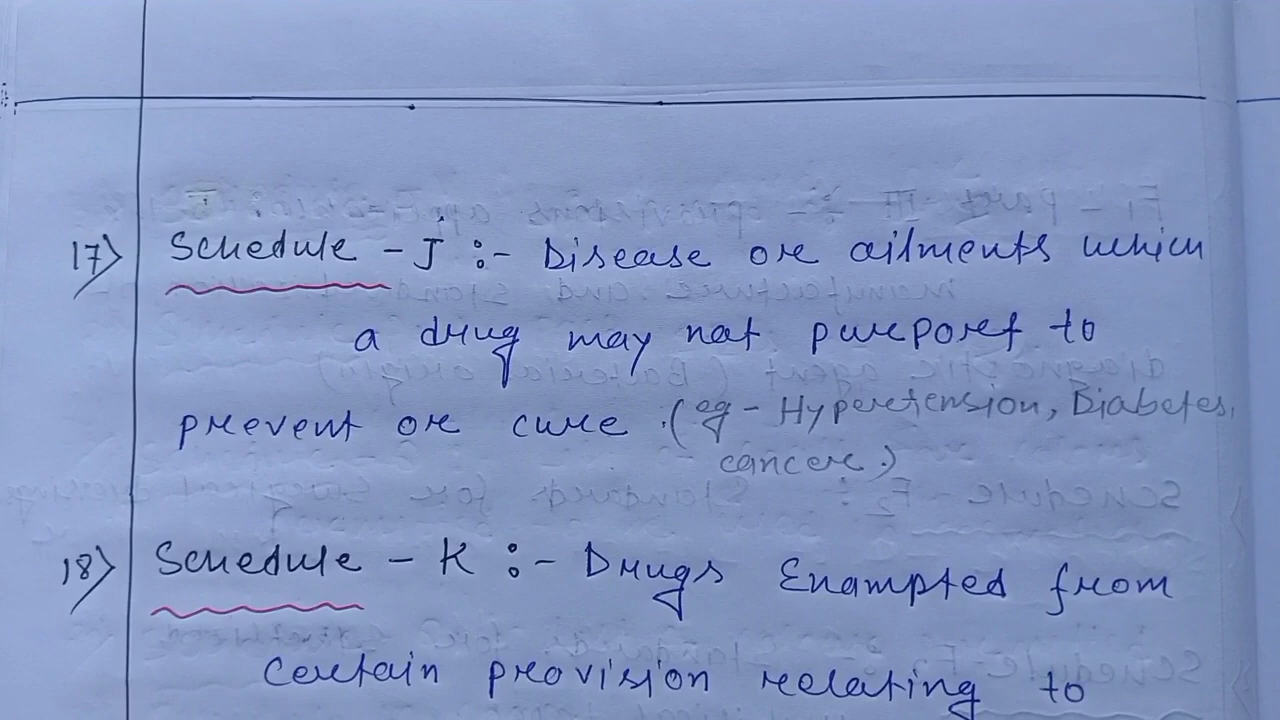 17) Schedule - J :- Disease or ailments which
a drug may not purport to
prevent or cure. (eg - Hypertension, Diabetes,
cancer.)
18) Schedule - K :- Drugs Enampted from
certain provision relating to